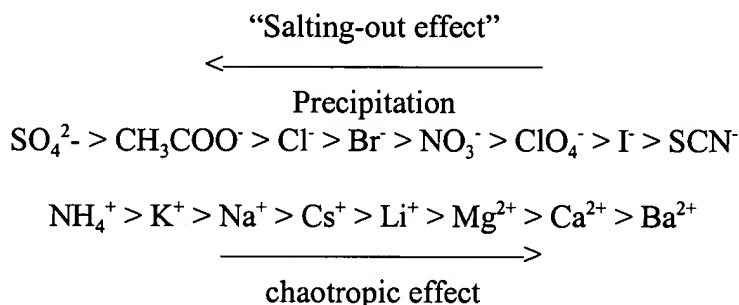 “Salting-out effect”
Precipitation
SO₄²- > CH₃COO⁻ > Cl⁻ > Br⁻ > NO₃⁻ > ClO₄⁻ > I⁻ > SCN⁻
NH₄⁺ > K⁺ > Na⁺ > Cs⁺ > Li⁺ > Mg²⁺ > Ca²⁺ > Ba²⁺
chaotropic effect